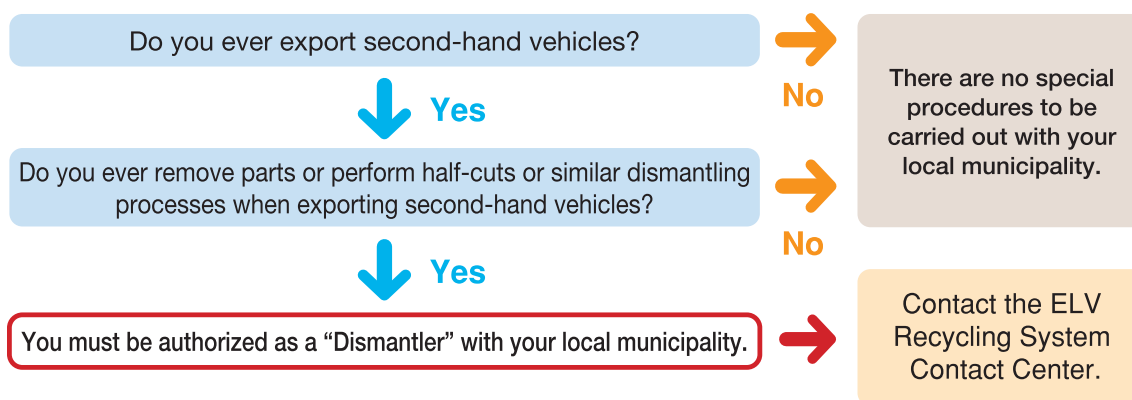 Do you ever export second-hand vehicles?
No
There are no special
procedures to be
carried out with your
local municipality.
Yes
Do you ever remove parts or perform half-cuts or similar dismantling
processes when exporting second-hand vehicles?
No
Yes
You must be authorized as a “Dismantler” with your local municipality.
Contact the ELV
Recycling System
Contact Center.